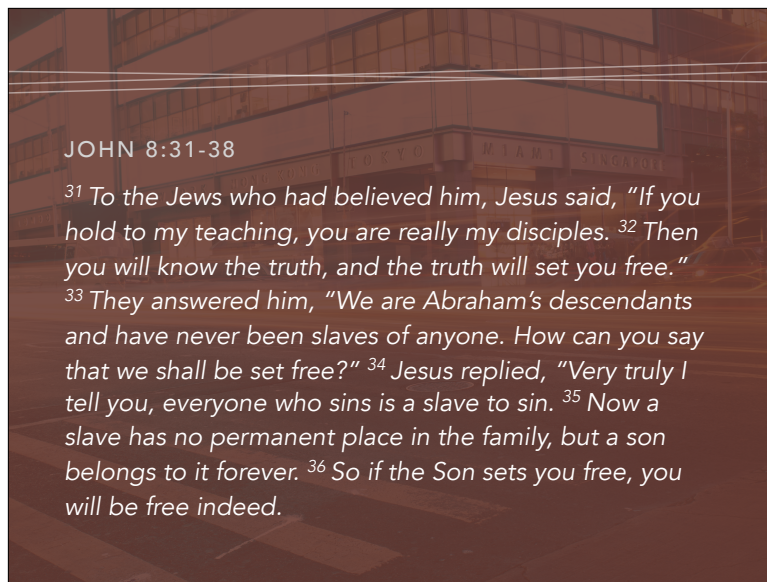 TOKYO MIAMI SINGAPORE
JOHN 8:31-38
31 To the Jews who had believed him, Jesus said, “If you
hold to my teaching, you are really my disciples. 32 Then
you will know the truth, and the truth will set you free.”
33 They answered him, “We are Abraham’s descendants
and have never been slaves of anyone. How can you say
that we shall be set free?” 34 Jesus replied, “Very truly I
tell you, everyone who sins is a slave to sin. 35 Now a
slave has no permanent place in the family, but a son
belongs to it forever. 36 So if the Son sets you free, you
will be free indeed.